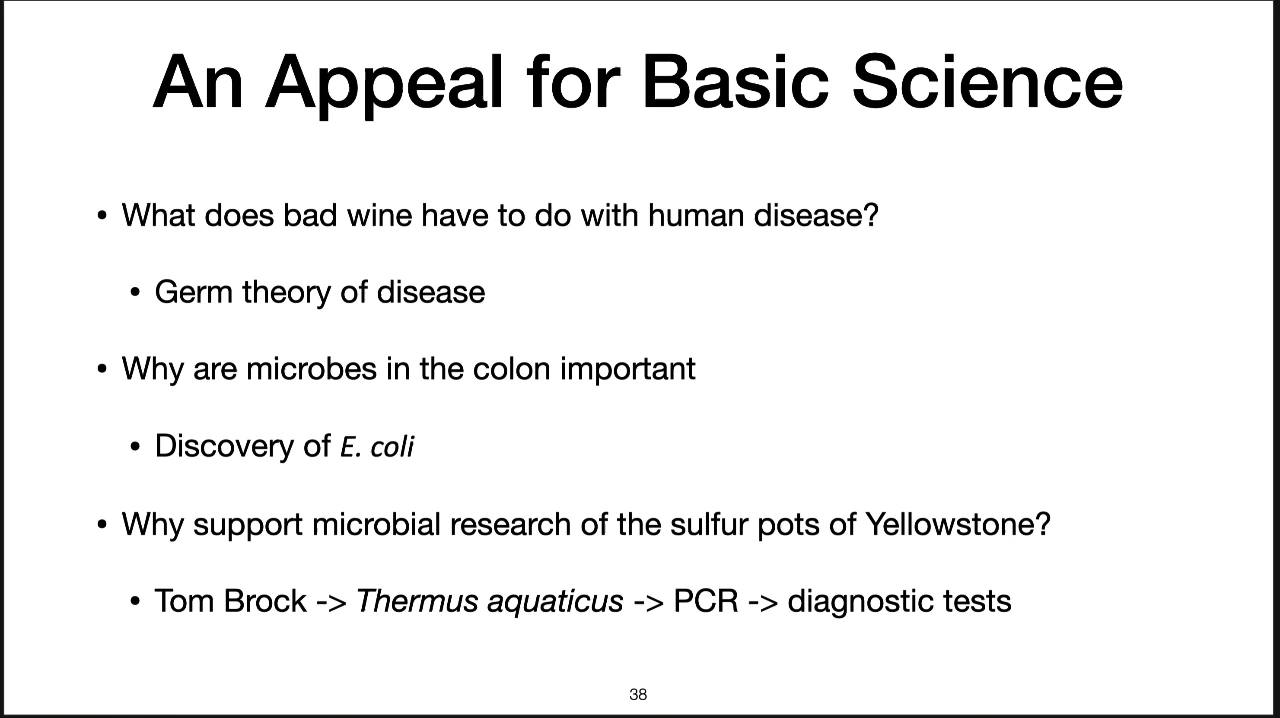 An Appeal for Basic Science
• What does bad wine have to do with human disease?
• Germ theory of disease
• Why are microbes in the colon important
• Discovery of E. coli
• Why support microbial research of the sulfur pots of Yellowstone?
• Tom Brock -> Thermus aquaticus -> PCR -> diagnostic tests
38